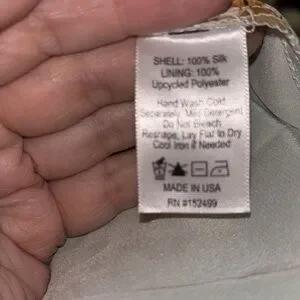 SHELL: 100% Silk
LINING: 100%
Upcycled Polyester
Hand Wash Cold
Separately, Mild Detergent
Do Not Bleach
Reshape, Lay Flat to Dry
Cool Iron if Needed
MADE IN USA
RN #152499